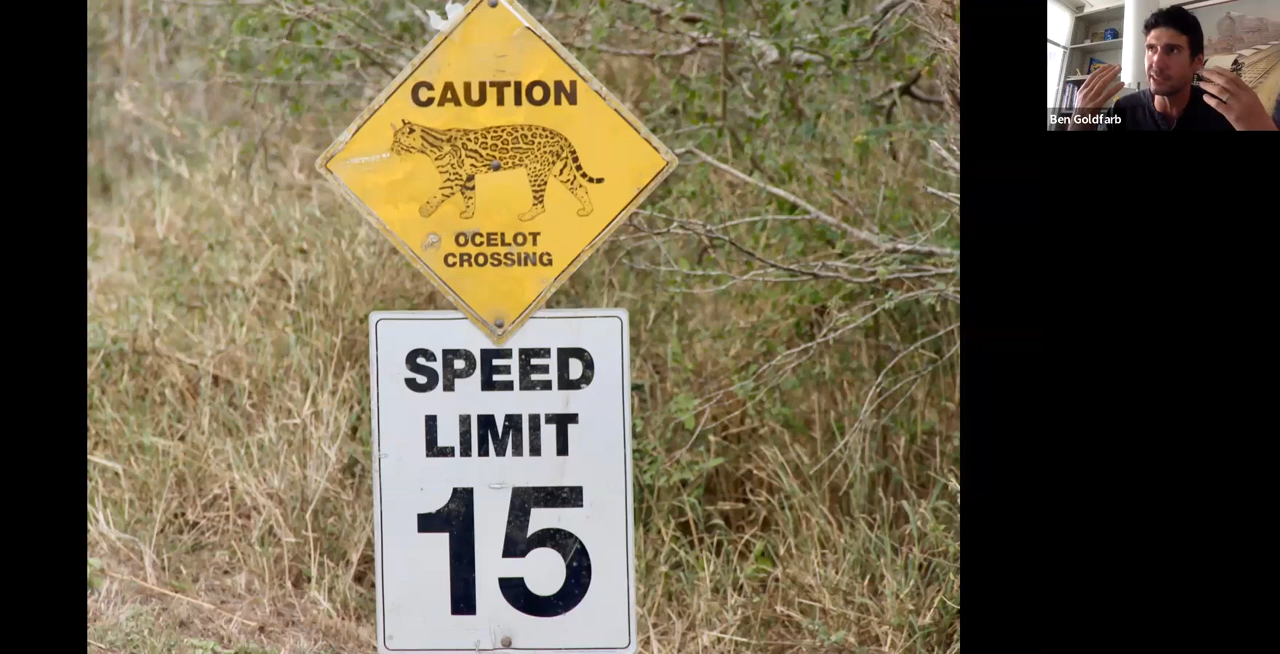 CAUTION
OCELOT
CROSSING
SPEED
LIMIT
15
Ben Goldfarb